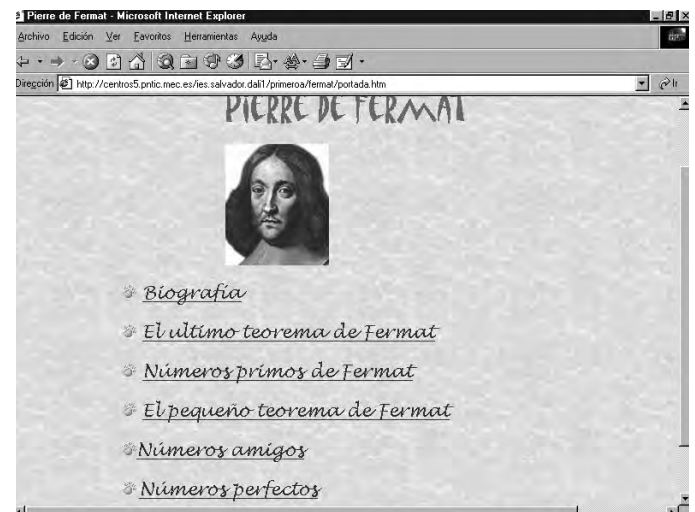 Pierre de Fermat - Microsoft Internet Explorer
Archivo Edición Ver Favoritos Herramientas Ayuda
Dirección http://centros5.pntic.mec.es/ies.salvador.dali1/primeroa/fermat/portada.htm Ir
PIERRE DE FERMAT
Biografía
El ultimo teorema de Fermat
Números primos de Fermat
El pequeño teorema de Fermat
Números amigos
Números perfectos